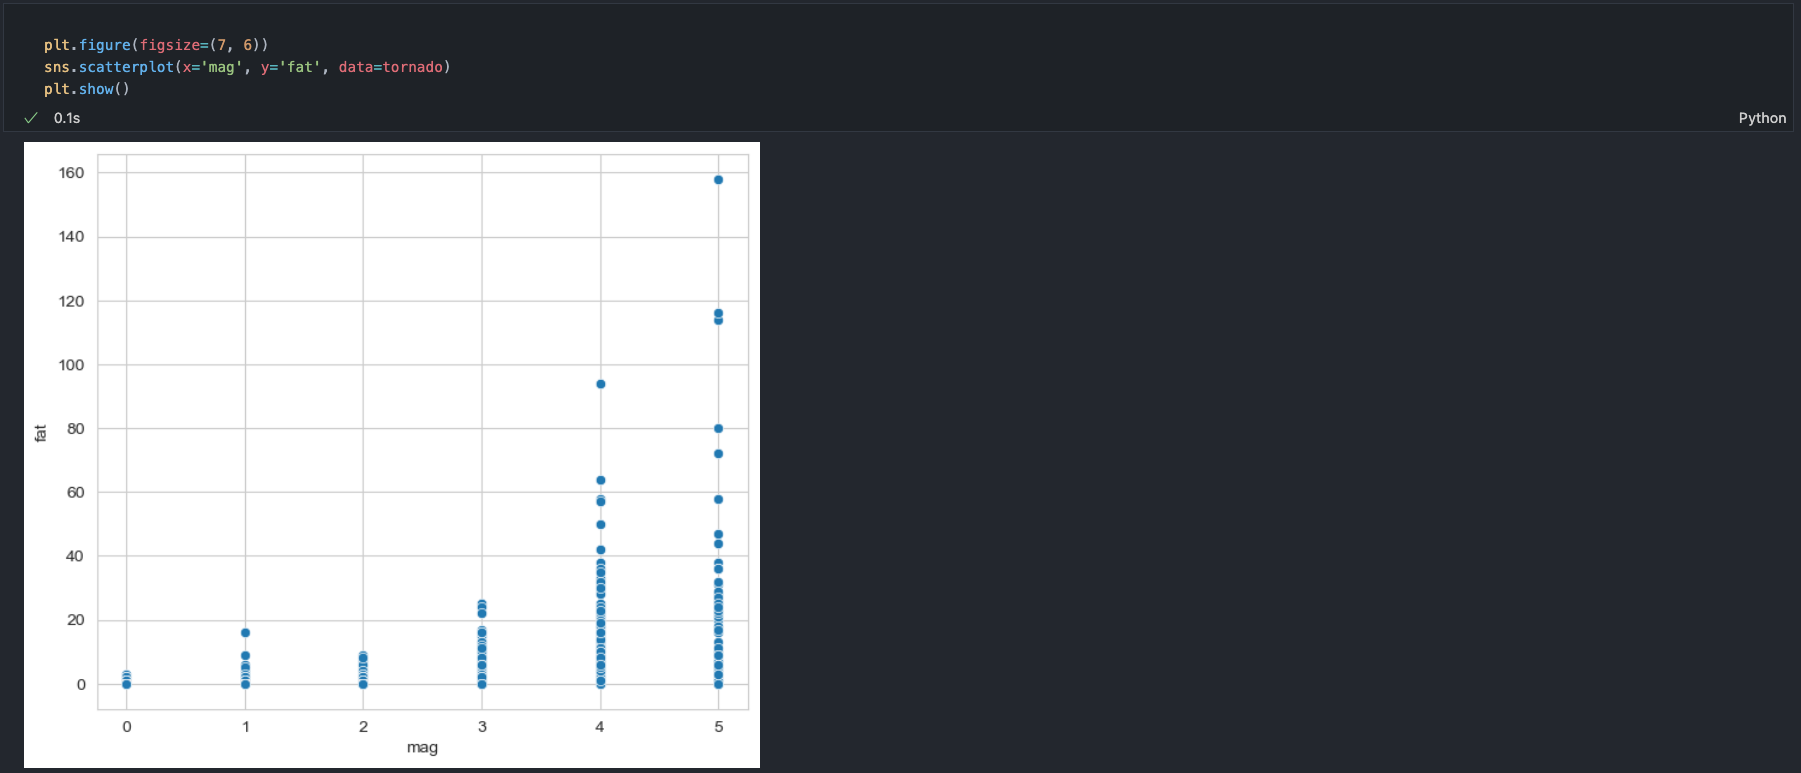 plt.figure(figsize=(7, 6))
sns.scatterplot(x='mag', y='fat', data=tornado)
plt.show()
0.1s
Python
160
140
120
100
80
60
40
20
0
fat
0 1 2 3 4 5
mag